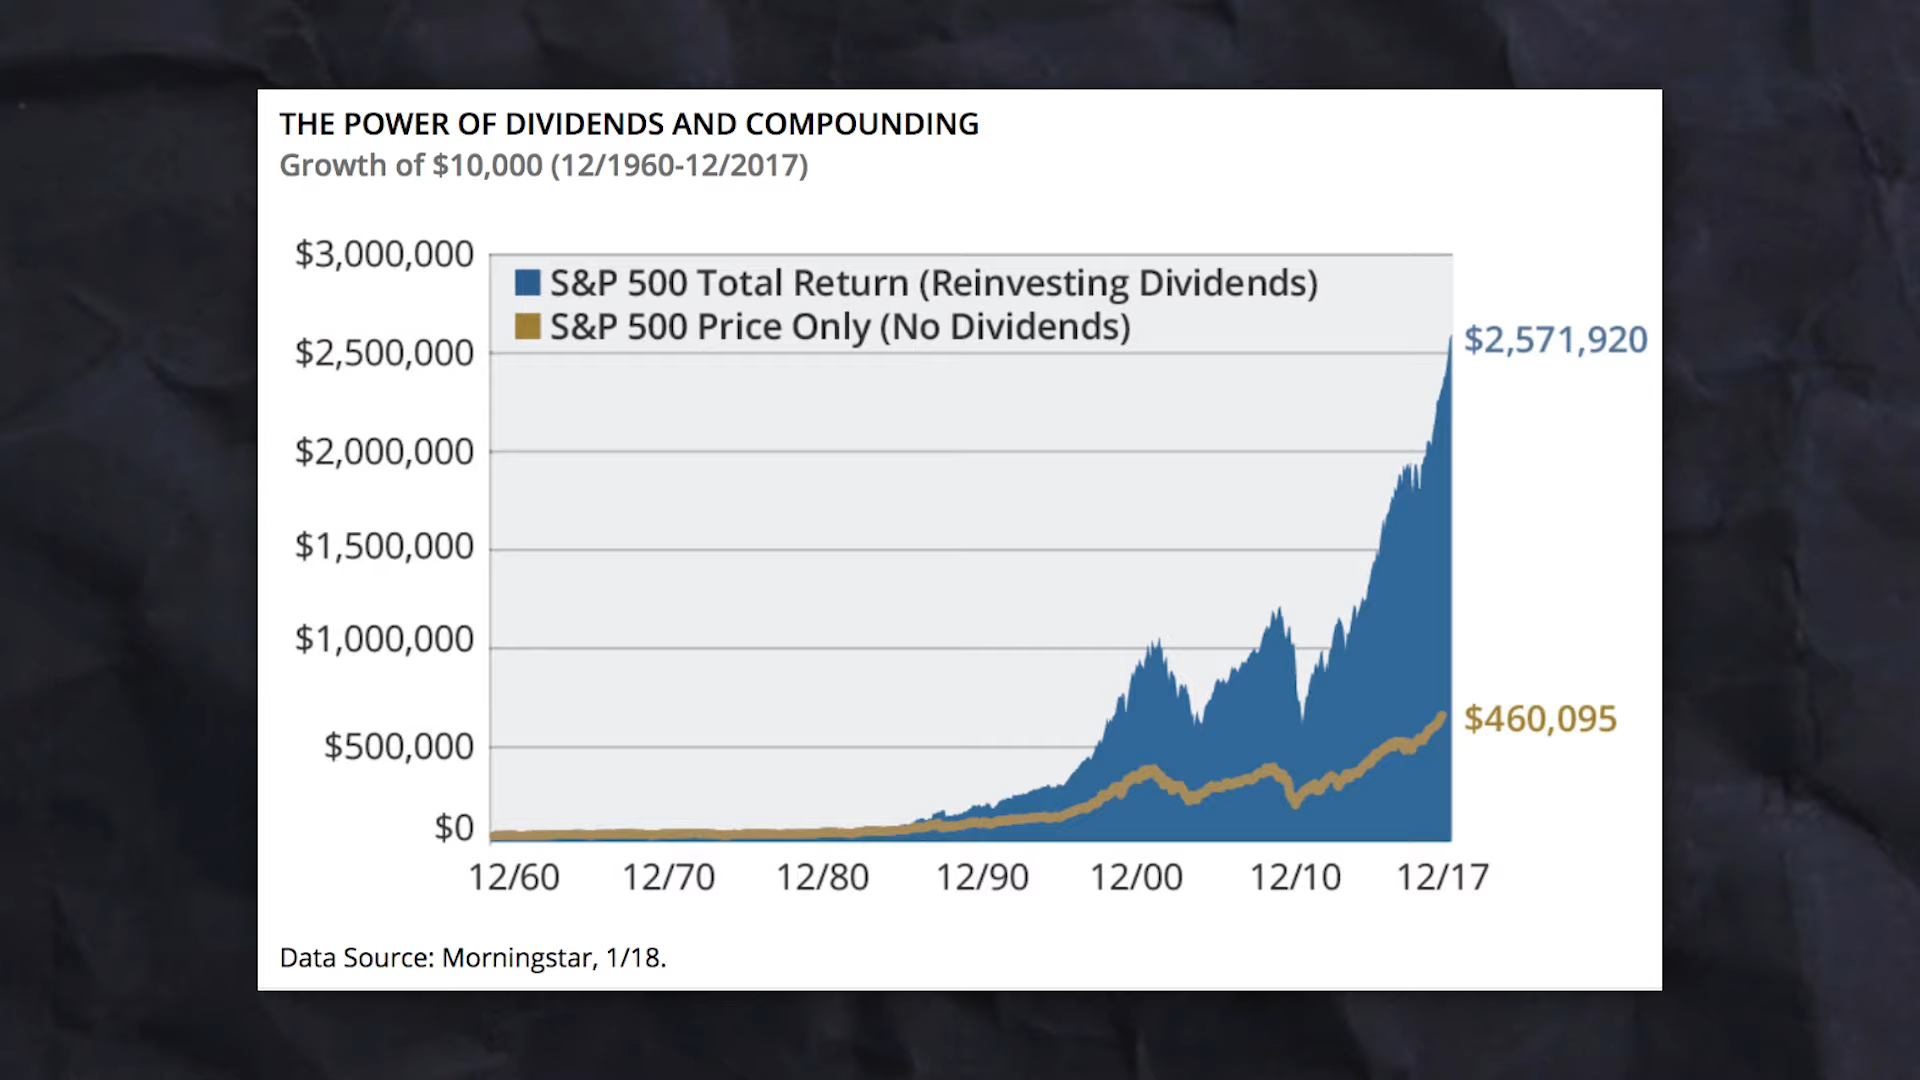 THE POWER OF DIVIDENDS AND COMPOUNDING
Growth of $10,000 (12/1960-12/2017)
$3,000,000
S&P 500 Total Return (Reinvesting Dividends)
S&P 500 Price Only (No Dividends)
$2,571,920
$2,500,000
$2,000,000
$1,500,000
$1,000,000
$460,095
$500,000
$0
12/60 12/70 12/80 12/90 12/00 12/10 12/17
Data Source: Morningstar, 1/18.